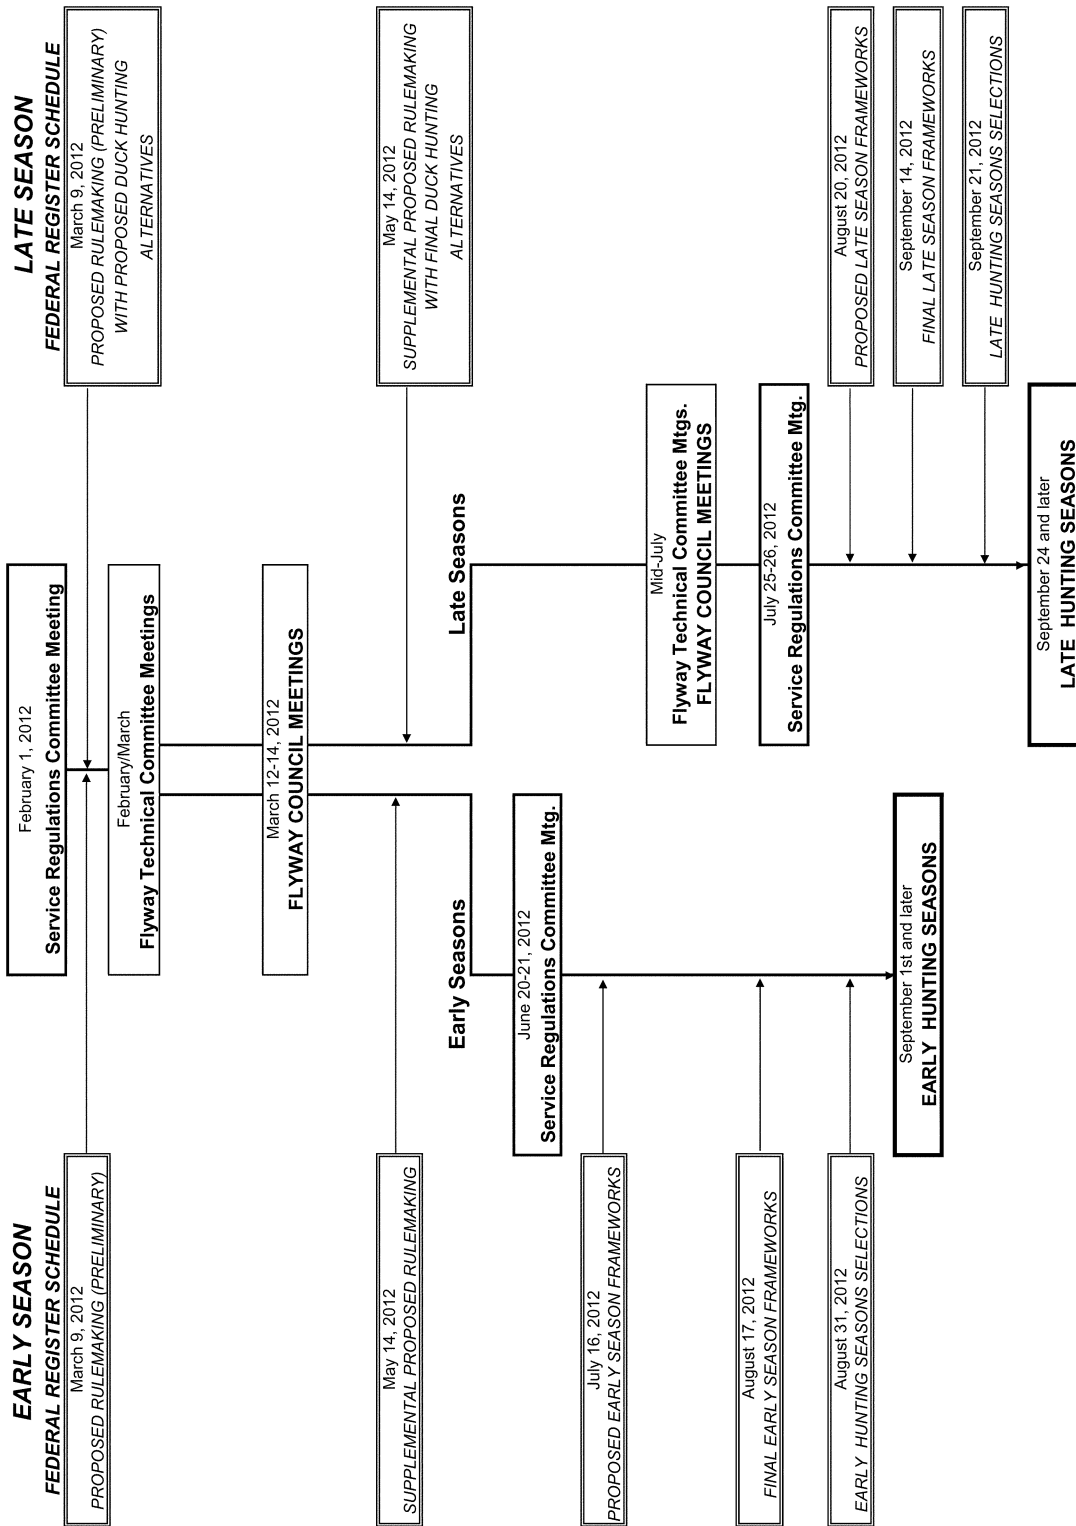 EARLY SEASON
FEDERAL REGISTER SCHEDULE
March 9, 2012
PROPOSED RULEMAKING (PRELIMINARY)
May 14, 2012
SUPPLEMENTAL PROPOSED RULEMAKING
July 16, 2012
PROPOSED EARLY SEASON FRAMEWORKS
August 17, 2012
FINAL EARLY SEASON FRAMEWORKS
August 31, 2012
EARLY HUNTING SEASONS SELECTIONS
February 1, 2012
Service Regulations Committee Meeting
February/March
Flyway Technical Committee Meetings
March 12-14, 2012
FLYWAY COUNCIL MEETINGS
Early Seasons
June 20-21, 2012
Service Regulations Committee Mtg.
September 1st and later
EARLY HUNTING SEASONS
Late Seasons
Mid-July
Flyway Technical Committee Mtgs.
FLYWAY COUNCIL MEETINGS
July 25-26, 2012
Service Regulations Committee Mtg.
September 24 and later
LATE HUNTING SEASONS
LATE SEASON
FEDERAL REGISTER SCHEDULE
March 9, 2012
PROPOSED RULEMAKING (PRELIMINARY)
WITH PROPOSED DUCK HUNTING
ALTERNATIVES
May 14, 2012
SUPPLEMENTAL PROPOSED RULEMAKING
WITH FINAL DUCK HUNTING
ALTERNATIVES
August 20, 2012
PROPOSED LATE SEASON FRAMEWORKS
September 14, 2012
FINAL LATE SEASON FRAMEWORKS
September 21, 2012
LATE HUNTING SEASONS SELECTIONS